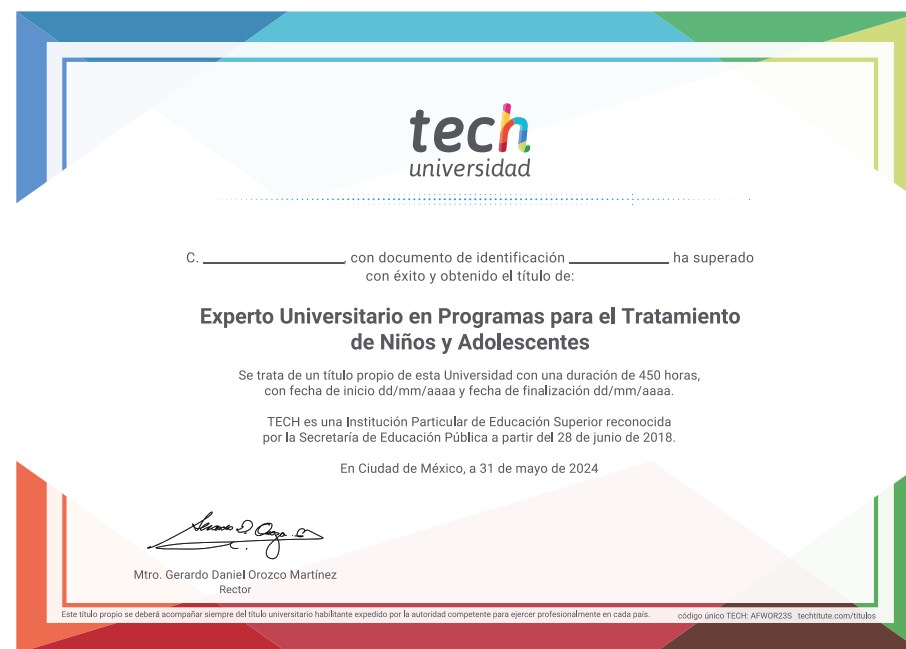 tech
universidad
C. ____________, con documento de identificación ____________ ha superado
con éxito y obtenido el título de:
Experto Universitario en Programas para el Tratamiento
de Niños y Adolescentes
Se trata de un título propio de esta Universidad con una duración de 450 horas,
con fecha de inicio dd/mm/aaaa y fecha de finalización dd/mm/aaaa.
TECH es una Institución Particular de Educación Superior reconocida
por la Secretaría de Educación Pública a partir del 28 de junio de 2018.
En Ciudad de México, a 31 de mayo de 2024
Mtro. Gerardo Daniel Orozco Martínez
Rector
Este título propio se deberá acompañar siempre del título universitario habilitante expedido por la autoridad competente para ejercer profesionalmente en cada país.
código único TECH: AFWOR23S techtitute.com/titulos